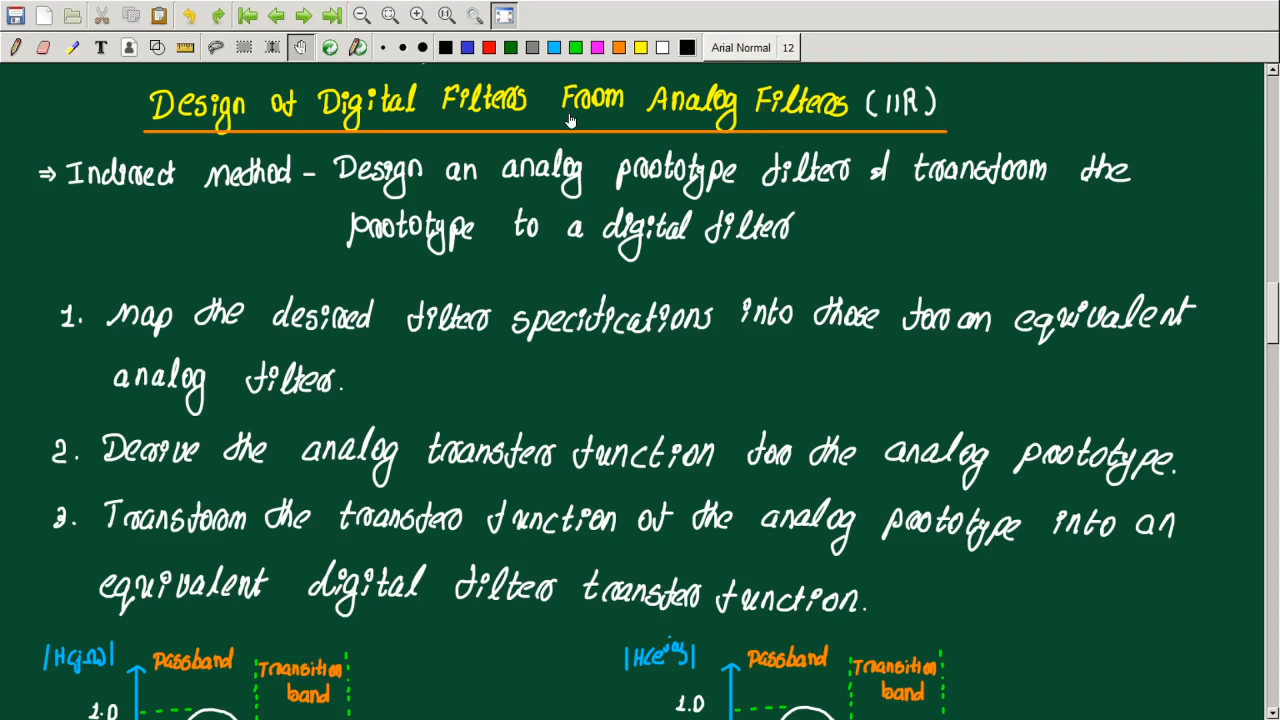 Arial Normal 12
Design of Digital Filters From Analog Filters (IIR)
⇒ Indirect method - Design an analog prototype filter & transform the
prototype to a digital filter
1. Map the desired filter specifications into those for an equivalent
analog filter.
2. Derive the analog transfer function for the analog prototype.
3. Transform the transfer function of the analog prototype into an
equivalent digital filter transfer function.
|H(jΩ)| Passband Transition band
1.0
|H(e^jω)| Passband Transition band
1.0